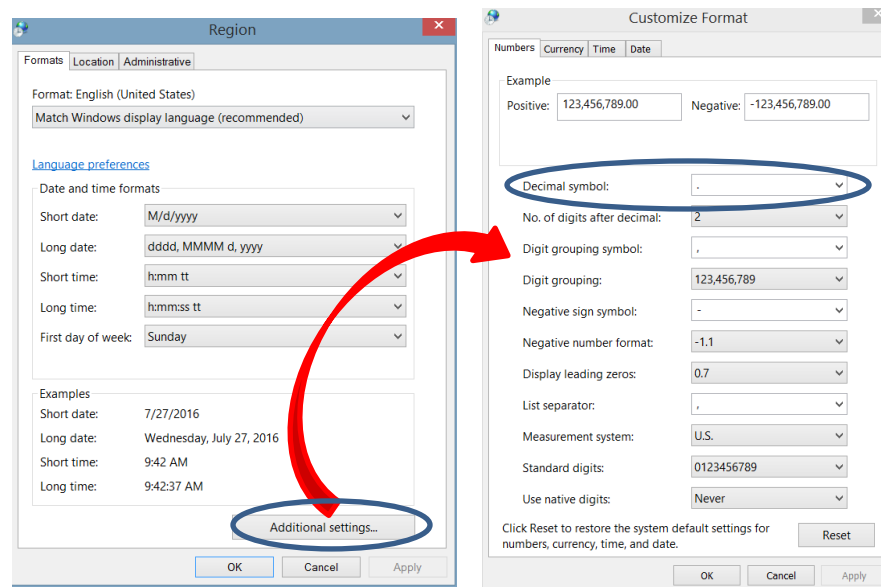 Region
Formats Location Administrative
Format: English (United States)
Match Windows display language (recommended)
Language preferences
Date and time formats
Short date: M/d/yyyy
Long date: dddd, MMMM d, yyyy
Short time: h:mm tt
Long time: h:mm:ss tt
First day of week: Sunday
Examples
Short date: 7/27/2016
Long date: Wednesday, July 27, 2016
Short time: 9:42 AM
Long time: 9:42:37 AM
Additional settings...
OK Cancel Apply
Customize Format
Numbers Currency Time Date
Example
Positive: 123,456,789.00 Negative: -123,456,789.00
Decimal symbol: .
No. of digits after decimal: 2
Digit grouping symbol: ,
Digit grouping: 123,456,789
Negative sign symbol: -
Negative number format: -1.1
Display leading zeros: 0.7
List separator: ,
Measurement system: U.S.
Standard digits: 0123456789
Use native digits: Never
Click Reset to restore the system default settings for
numbers, currency, time, and date.
Reset
OK Cancel Apply